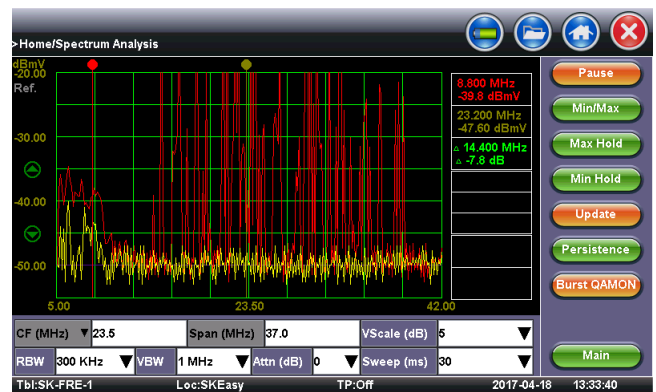 >Home/Spectrum Analysis
dBmV
-20.00
Ref.
-30.00
-40.00
-50.00
5.00 23.50 42.00
8.800 MHz
-39.8 dBmV
23.200 MHz
-47.60 dBmV
△ 14.400 MHz
△ -7.8 dB
Pause
Min/Max
Max Hold
Min Hold
Update
Persistence
Burst QAMON
Main
CF (MHz) ▼ 23.5 Span (MHz) 37.0 VScale (dB) 5 ▼
RBW 300 KHz ▼ VBW 1 MHz ▼ Attn (dB) 0 ▼ Sweep (ms) 30 ▼
Tbl:SK-FRE-1 Loc:SKEasy TP:Off 2017-04-18 13:33:40